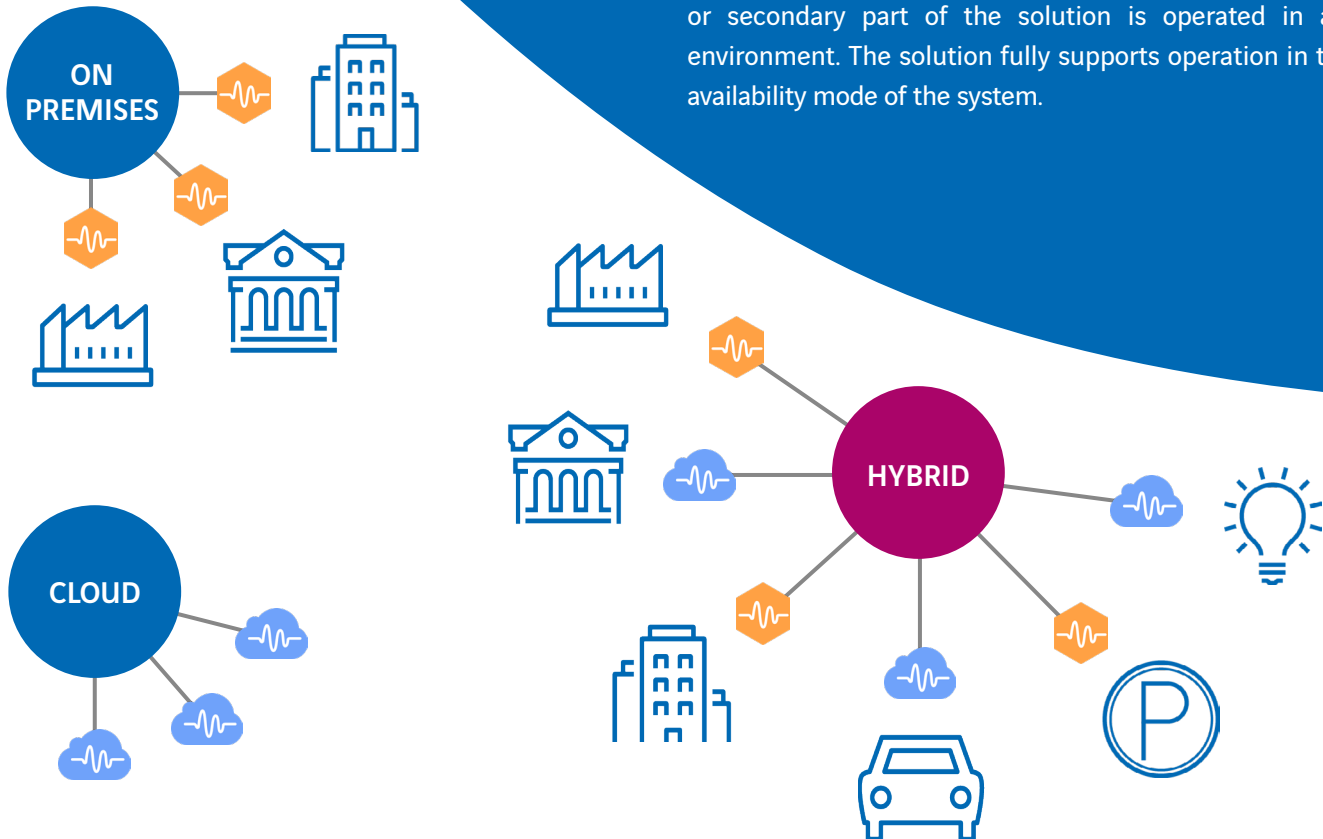 or secondary part of the solution is operated in a
environment. The solution fully supports operation in t
availability mode of the system.
ON
PREMISES
HYBRID
CLOUD
P